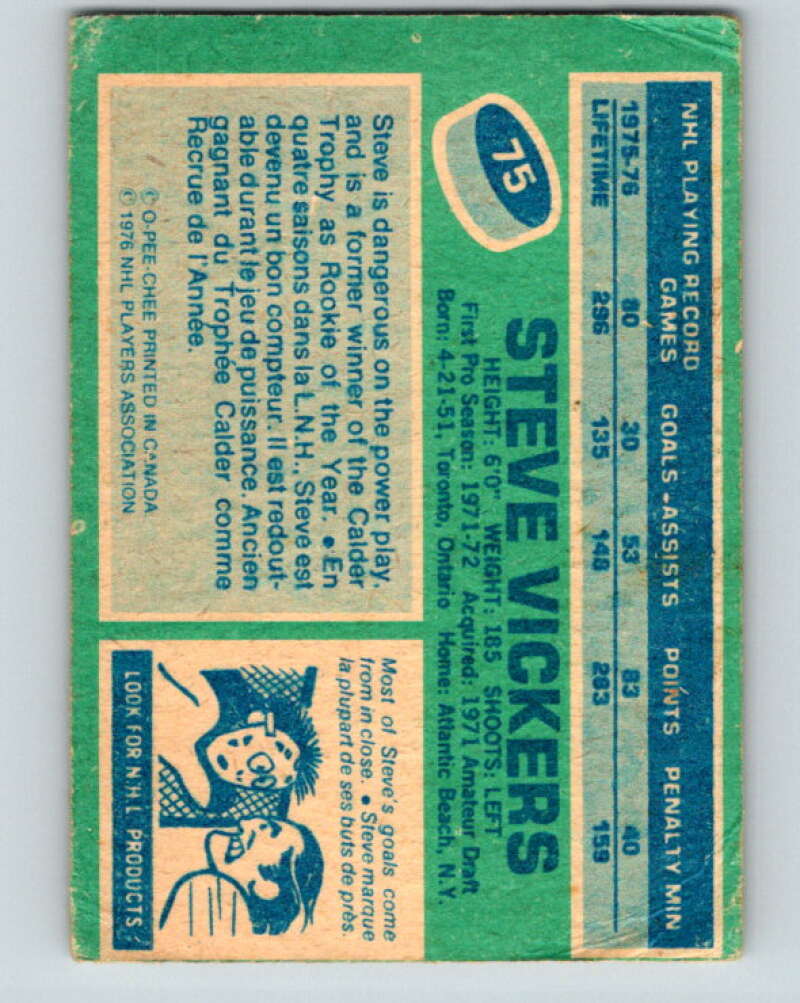 NHL PLAYING RECORD
GAMES GOALS ASSISTS POINTS PENALTY MIN
1975-76 80 30 53 83 40
LIFETIME 286 135 148 283 159
75
STEVE VICKERS
HEIGHT: 6'0" WEIGHT: 185 SHOOTS: LEFT
First Pro Season: 1971-72 Acquired: 1971 Amateur Draft
Born: 4-21-51, Toronto, Ontario Home: Atlantic Beach, N.Y.
Steve is dangerous on the power play
and is a former winner of the Calder
Trophy as Rookie of the Year. • En
quatre saisons dans la L.N.H., Steve est
devenu un bon compteur. Il est redout-
able durant le jeu de puissance. Ancien
gagnant du Trophée Calder comme
Recrue de l'Année.
© O-PEE-CHEE PRINTED IN CANADA
© 1976 NHL PLAYERS ASSOCIATION
Most of Steve's goals come
from in close. • Steve marque
la plupart de ses buts de près.
LOOK FOR N.H.L. PRODUCTS